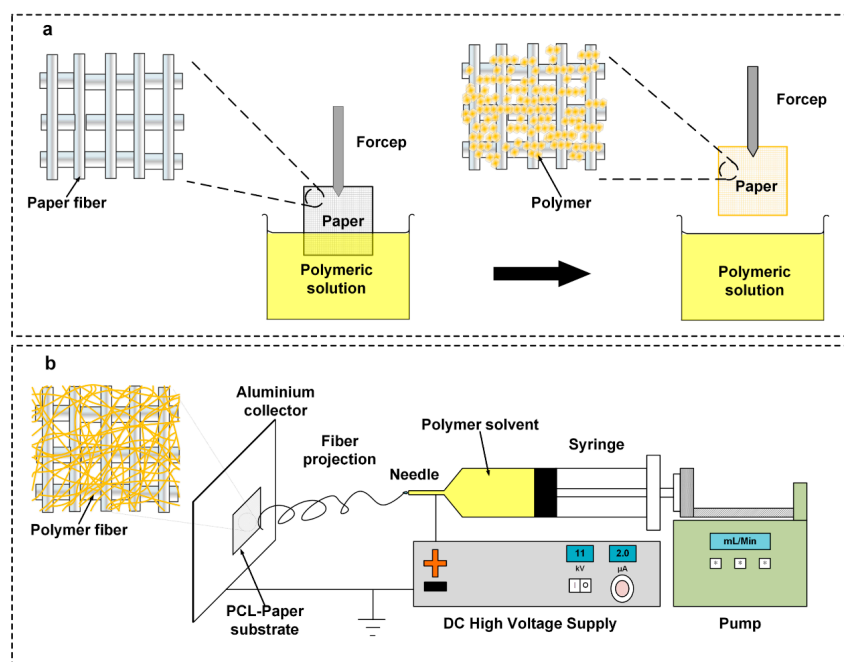 a
Paper fiber
Forcep
Paper
Polymeric
solution
Polymer
Forcep
Paper
Polymeric
solution
b
Polymer fiber
Aluminium
collector
Fiber
projection
Needle
Polymer solvent
Syringe
PCL-Paper
substrate
11
kV
2.0
µA
DC High Voltage Supply
mL/Min
Pump